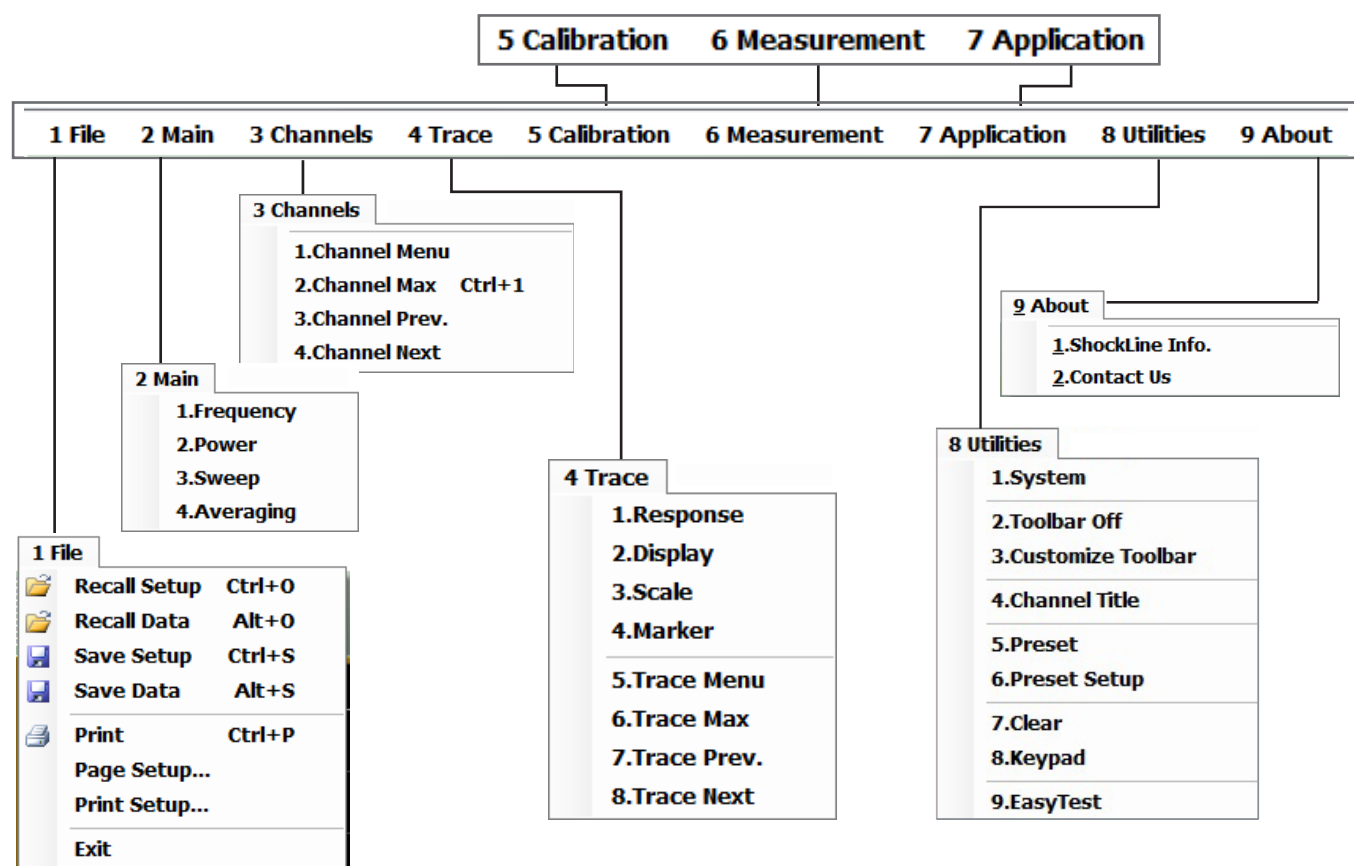 5 Calibration 6 Measurement 7 Application
1 File 2 Main 3 Channels 4 Trace 5 Calibration 6 Measurement 7 Application 8 Utilities 9 About
3 Channels
1.Channel Menu
2.Channel Max Ctrl+1
3.Channel Prev.
4.Channel Next
9 About
1.ShockLine Info.
2.Contact Us
2 Main
1.Frequency
2.Power
3.Sweep
4.Averaging
4 Trace
1.Response
2.Display
3.Scale
4.Marker
5.Trace Menu
6.Trace Max
7.Trace Prev.
8.Trace Next
8 Utilities
1.System
2.Toolbar Off
3.Customize Toolbar
4.Channel Title
5.Preset
6.Preset Setup
7.Clear
8.Keypad
9.EasyTest
1 File
Recall Setup Ctrl+O
Recall Data Alt+O
Save Setup Ctrl+S
Save Data Alt+S
Print Ctrl+P
Page Setup...
Print Setup...
Exit